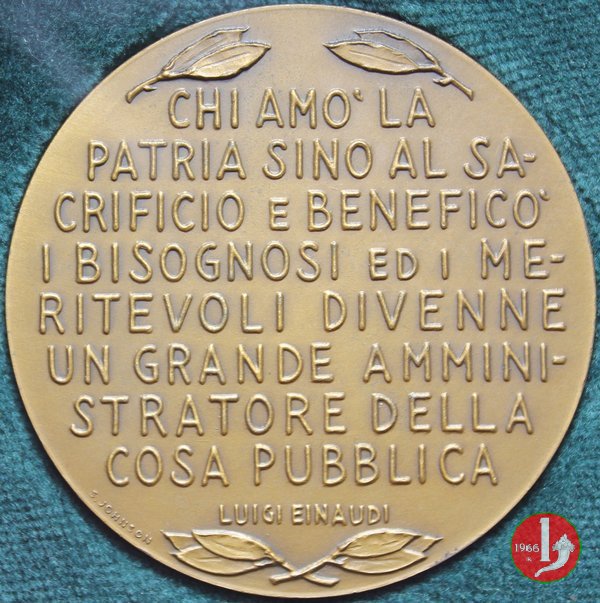 CHI AMO' LA
PATRIA SINO AL SA-
CRIFICIO E BENEFICO'
I BISOGNOSI ED I ME-
RITEVOLI DIVENNE
UN GRANDE AMMINI-
STRATORE DELLA
COSA PUBBLICA
LUIGI EINAUDI
S. JOHNSON
1966